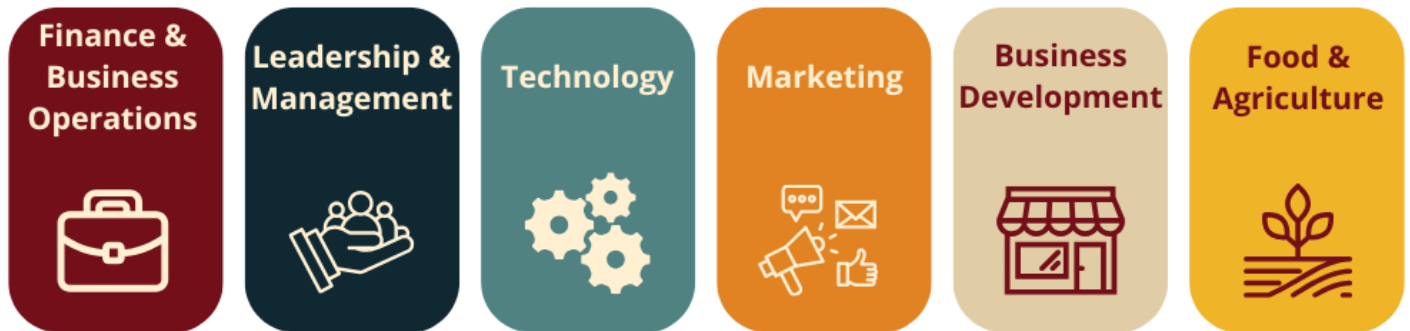 Finance &
Business
Operations
Leadership &
Management
Technology
Marketing
Business
Development
Food &
Agriculture